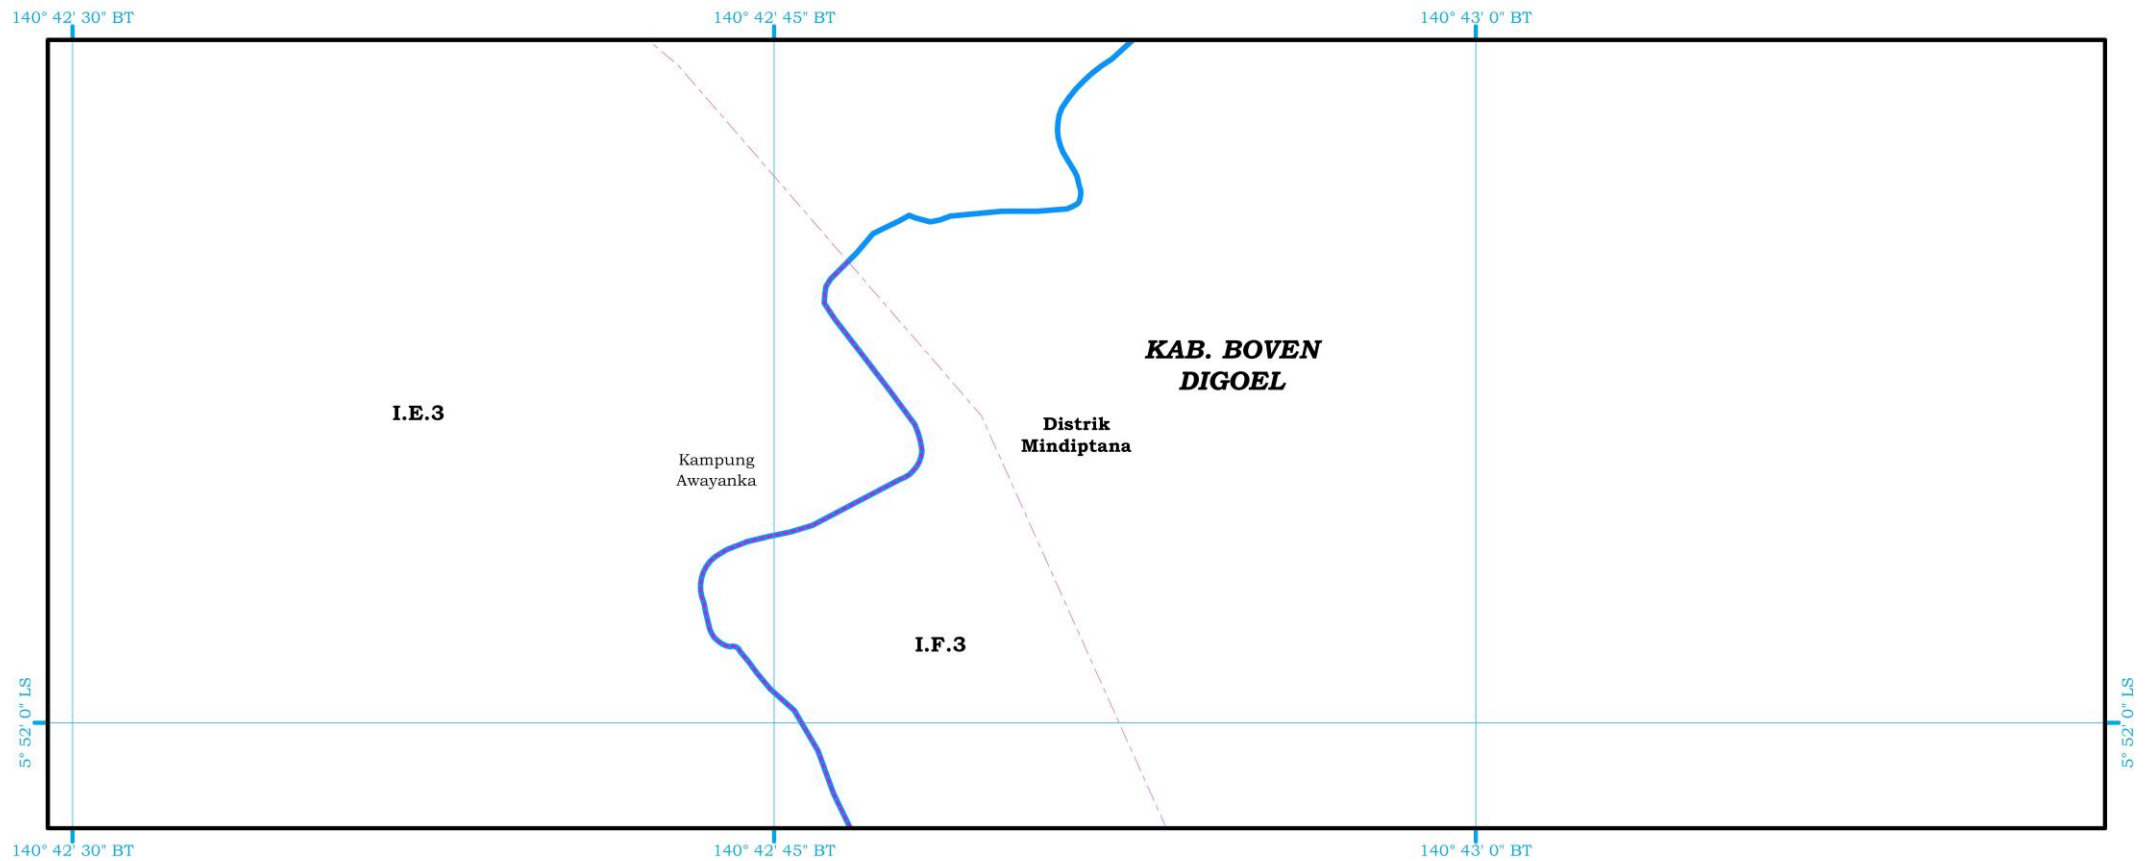 140° 42' 30" BT
140° 42' 45" BT
140° 43' 0" BT
KAB. BOVEN
DIGOEL
I.E.3
Distrik
Mindiptana
Kampung
Awayanka
I.F.3
5° 52' 0" LS
5° 52' 0" LS
140° 42' 30" BT
140° 42' 45" BT
140° 43' 0" BT